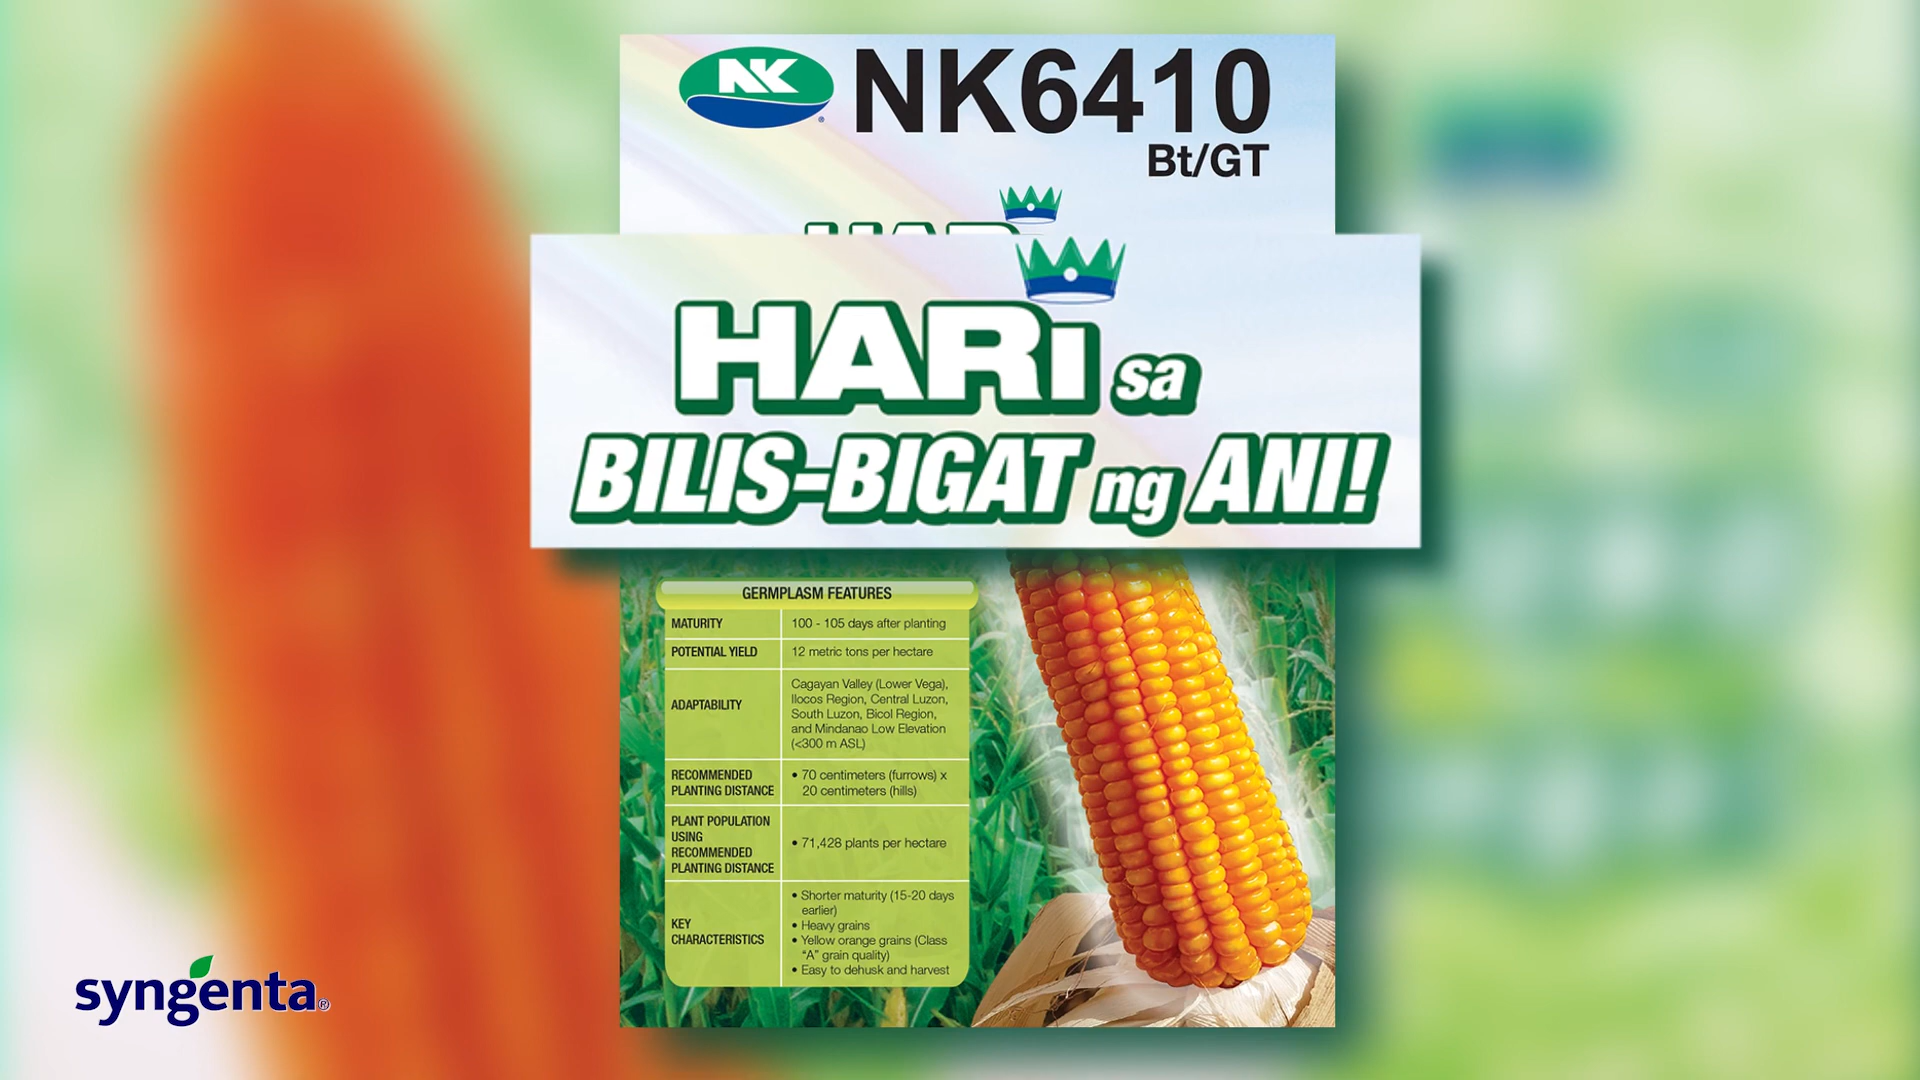 NK
NK6410
Bt/GT
HARi sa
BILIS-BIGAT ng ANI!
GERMPLASM FEATURES
MATURITY
100 - 105 days after planting
POTENTIAL YIELD
12 metric tons per hectare
ADAPTABILITY
Cagayan Valley (Lower Vega),
Ilocos Region, Central Luzon,
South Luzon, Bicol Region,
and Mindanao Low Elevation
(<300 m ASL)
RECOMMENDED
PLANTING DISTANCE
• 70 centimeters (furrows) x
20 centimeters (hills)
PLANT POPULATION
USING
RECOMMENDED
PLANTING DISTANCE
• 71,428 plants per hectare
KEY
CHARACTERISTICS
• Shorter maturity (15-20 days
earlier)
• Heavy grains
• Yellow orange grains (Class
"A" grain quality)
• Easy to dehusk and harvest
syngenta®